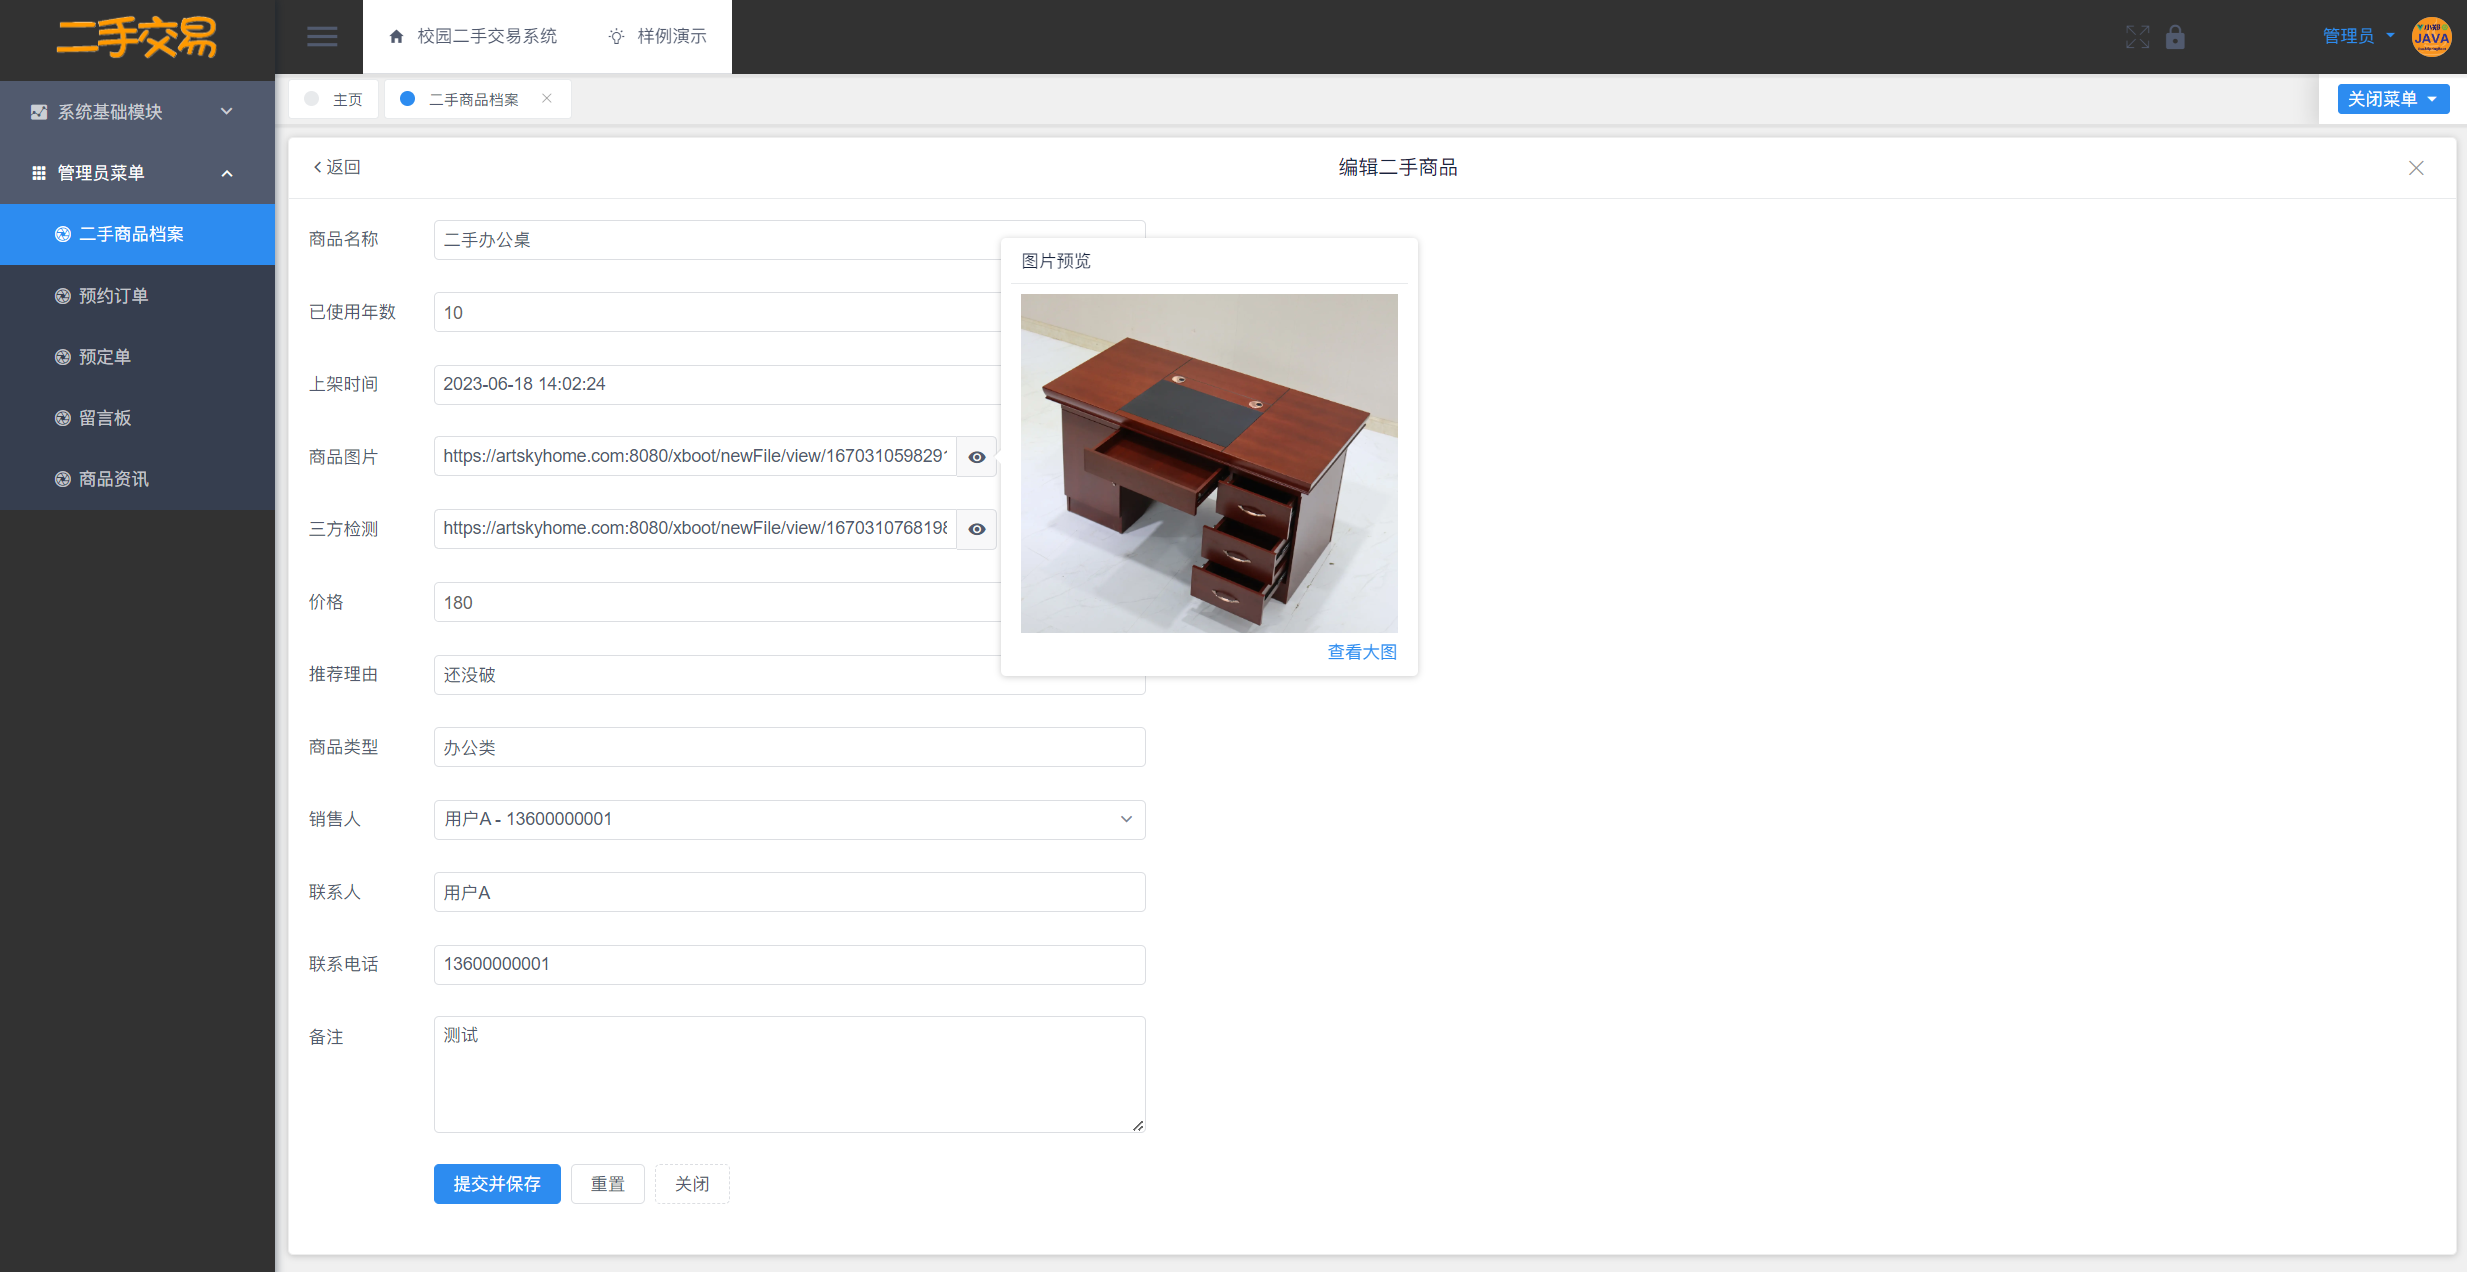 二手交易
校园二手交易系统
样例演示
管理员
小郑
JAVA
系统基础模块
管理员菜单
二手商品档案
预约订单
预定单
留言板
商品资讯
主页
二手商品档案
关闭菜单
返回
编辑二手商品
商品名称
二手办公桌
已使用年数
10
上架时间
2023-06-18 14:02:24
商品图片
https://artskyhome.com:8080/xboot/newFile/view/1670310598291
三方检测
https://artskyhome.com:8080/xboot/newFile/view/1670310768198
价格
180
推荐理由
还没破
商品类型
办公类
销售人
用户A - 13600000001
联系人
用户A
联系电话
13600000001
备注
测试
提交并保存
重置
关闭
图片预览
查看大图